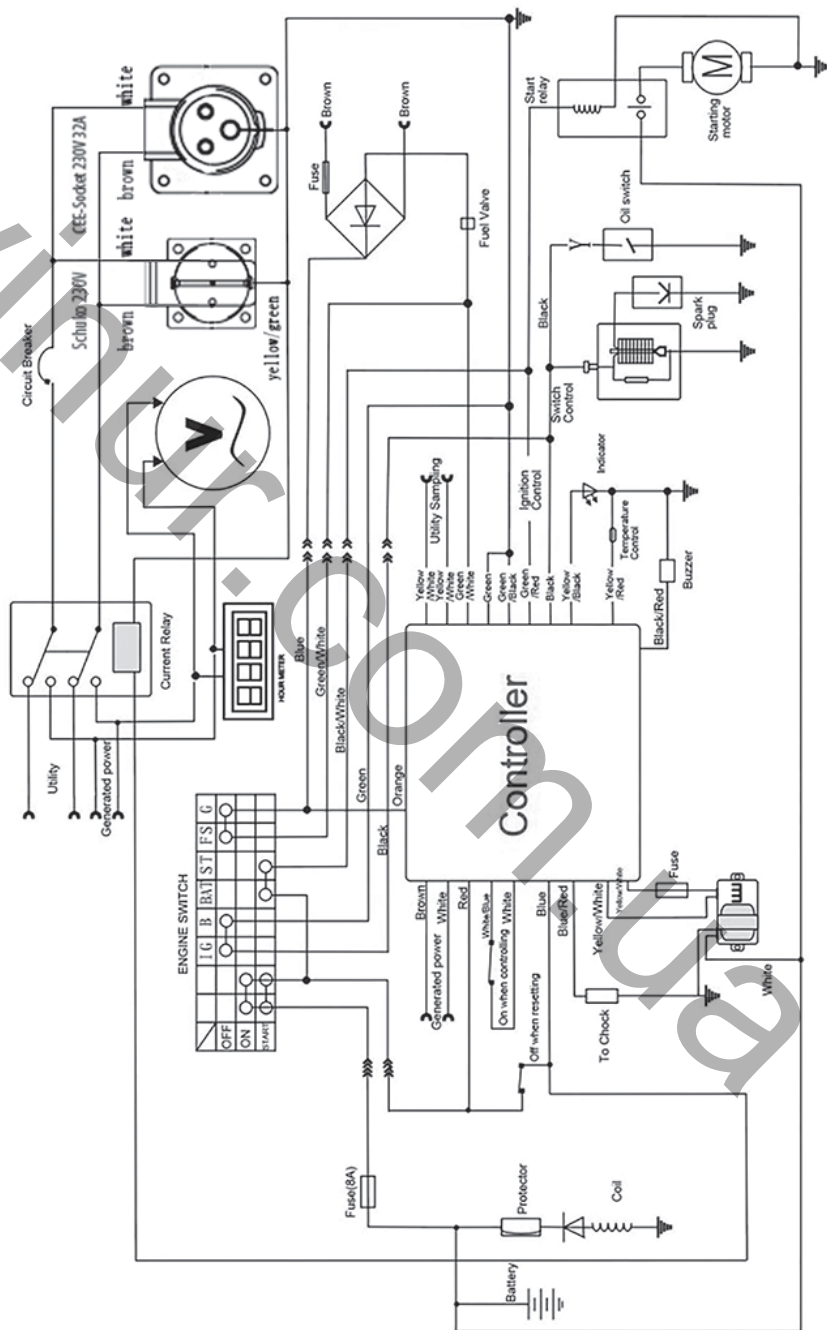 Circuit Breaker
Schuko 230V
CEE-Socket 230V 32A
brown
white
brown
white
yellow/green
V
Utility
Generated power
Current Relay
HOUR METER
8888
Fuse
Brown
Brown
Fuel Valve
Start relay
M
Starting motor
Oil switch
Spark plug
Black
Switch Control
ENGINE SWITCH
IG B BAT ST FS G
OFF
ON
START
Blue
Green/White
Black/White
Green
Black
Orange
Controller
Yellow/White
Yellow/White
Utility Sampling
Green/White
Green
Green/Black
Green/Red
Ignition Control
Black
Yellow/Black
Indicator
Yellow/Red
Temperature Control
Black/Red
Buzzer
Brown
Generated power
White
Red
White/Blue
On when controlling
White
Blue
Blue/Red
Yellow/White
Yellow/White
Fuse
White
To Chock
Off when resetting
Fuse(8A)
Protector
Coil
Battery
vinur.com.ua